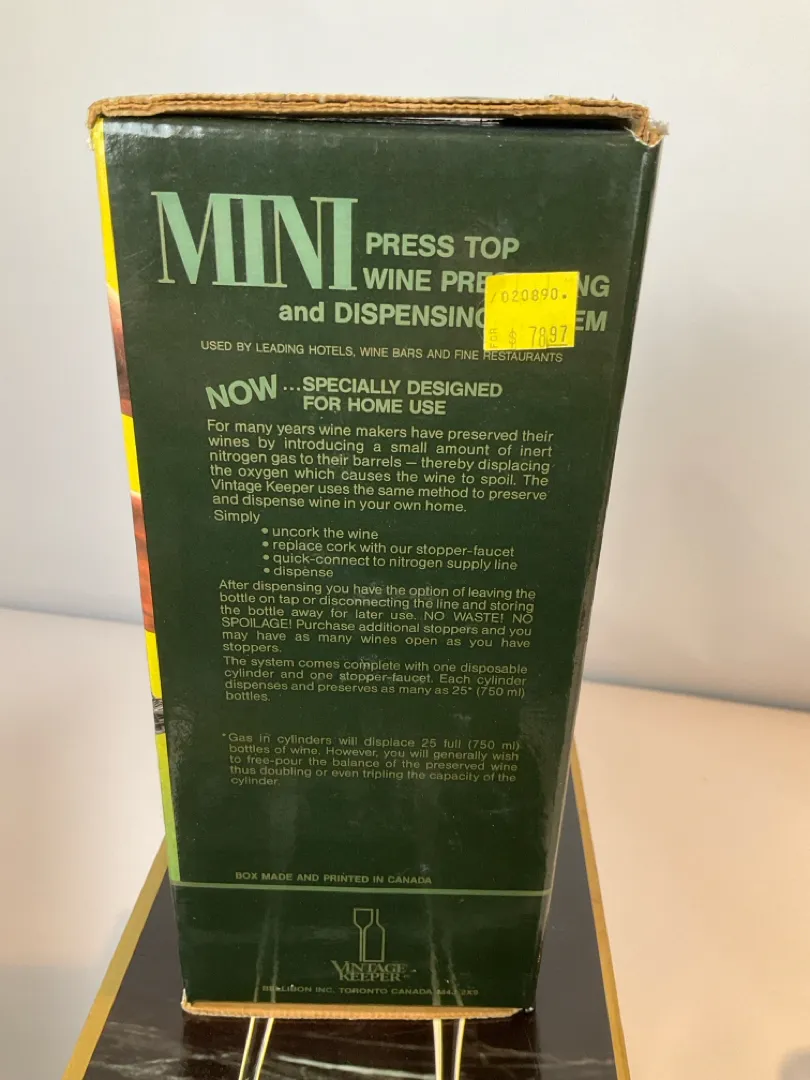 MINI PRESS TOP
WINE PRE NG
and DISPENSING EM
/020890.
FGR $ 78.97
USED BY LEADING HOTELS, WINE BARS AND FINE RESTAURANTS
NOW ... SPECIALLY DESIGNED
FOR HOME USE
For many years wine makers have preserved their
wines by introducing a small amount of inert
nitrogen gas to their barrels — thereby displacing
the oxygen which causes the wine to spoil. The
Vintage Keeper uses the same method to preserve
and dispense wine in your own home.
Simply
• uncork the wine
• replace cork with our stopper-faucet
• quick-connect to nitrogen supply line
• dispense
After dispensing you have the option of leaving the
bottle on tap or disconnecting the line and storing
the bottle away for later use. NO WASTE! NO
SPOILAGE! Purchase additional stoppers and you
may have as many wines open as you have
stoppers.
The system comes complete with one disposable
cylinder and one stopper-faucet. Each cylinder
dispenses and preserves as many as 25* (750 ml)
bottles.
*Gas in cylinders will displace 25 full (750 ml)
bottles of wine. However, you will generally wish
to free-pour the balance of the preserved wine
thus doubling or even tripling the capacity of the
cylinder.
BOX MADE AND PRINTED IN CANADA
VINTAGE
KEEPER
INC. TORONTO CANADA